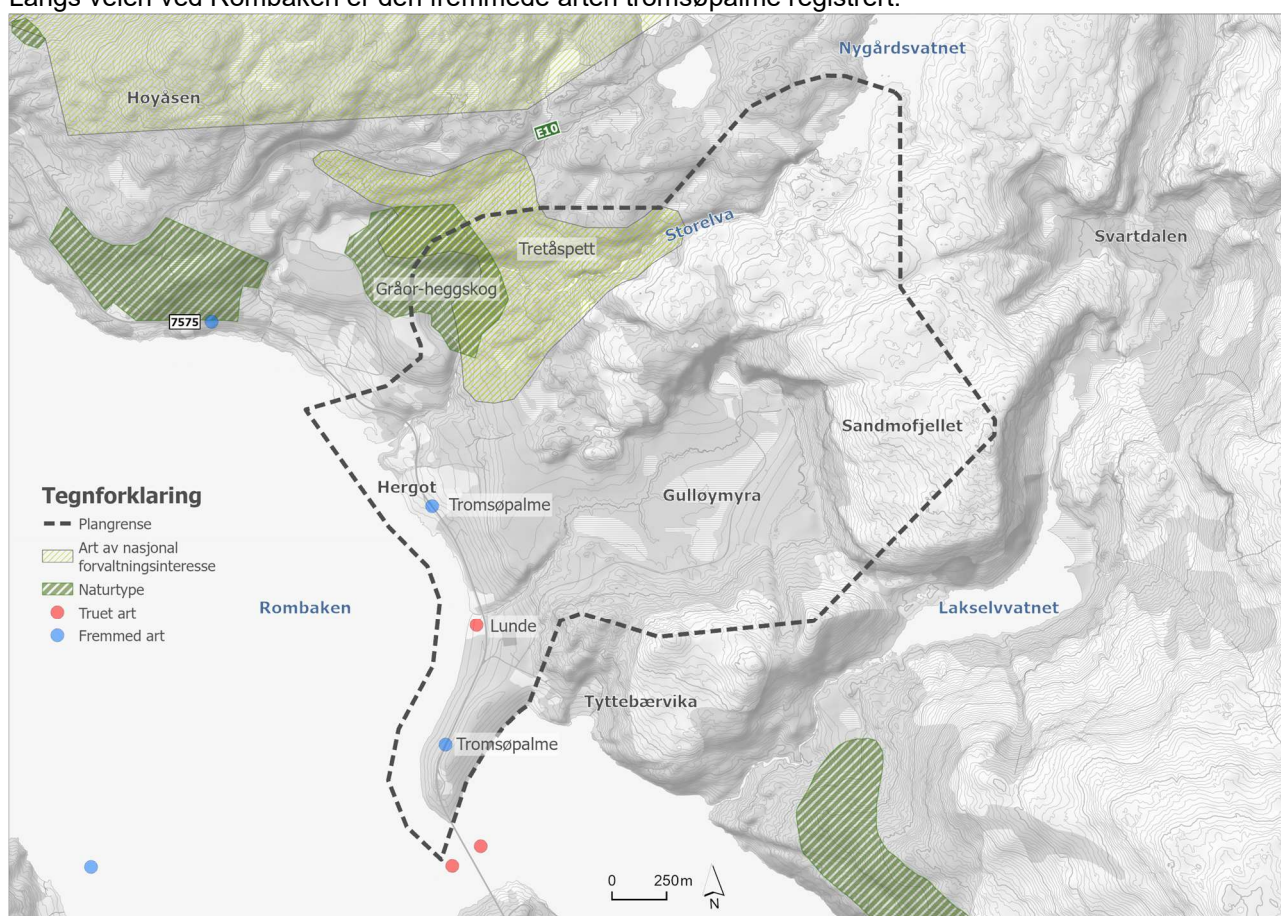 Langs veien ved Rombaken er den fremmede arten tromsøpalme registrert.
Nygårdsvatnet
Høyåsen
E10
Storelva
Svartdalen
Tretåspett
Gråor-heggskog
7575
Sandmofjellet
Hergot
Tromsøpalme
Gulløymyra
Tegnforklaring
Plangrense
Art av nasjonal
forvaltningsinteresse
Naturtype
Truet art
Fremmed art
Rombaken
Lakselvvatnet
Lunde
Tyttebærvika
Tromsøpalme
0 250m
N